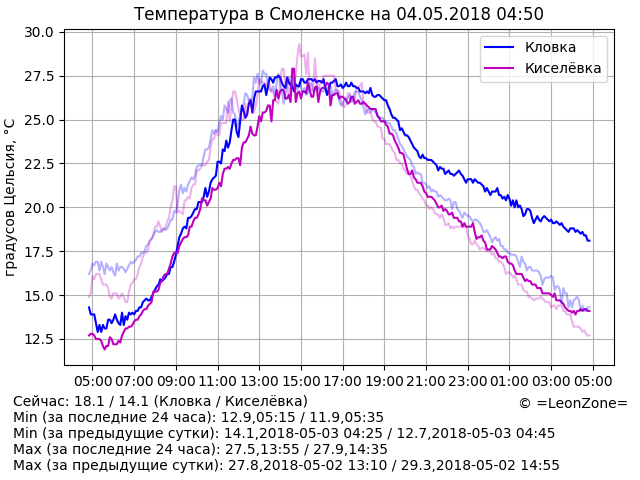 Температура в Смоленске на 04.05.2018 04:50
Кловка
Киселёвка
градусов Цельсия, °C
30.0
27.5
25.0
22.5
20.0
17.5
15.0
12.5
05:00 07:00 09:00 11:00 13:00 15:00 17:00 19:00 21:00 23:00 01:00 03:00 05:00
Сейчас: 18.1 / 14.1 (Кловка / Киселёвка)
© =LeonZone=
Min (за последние 24 часа): 12.9,05:15 / 11.9,05:35
Min (за предыдущие сутки): 14.1,2018-05-03 04:25 / 12.7,2018-05-03 04:45
Max (за последние 24 часа): 27.5,13:55 / 27.9,14:35
Max (за предыдущие сутки): 27.8,2018-05-02 13:10 / 29.3,2018-05-02 14:55